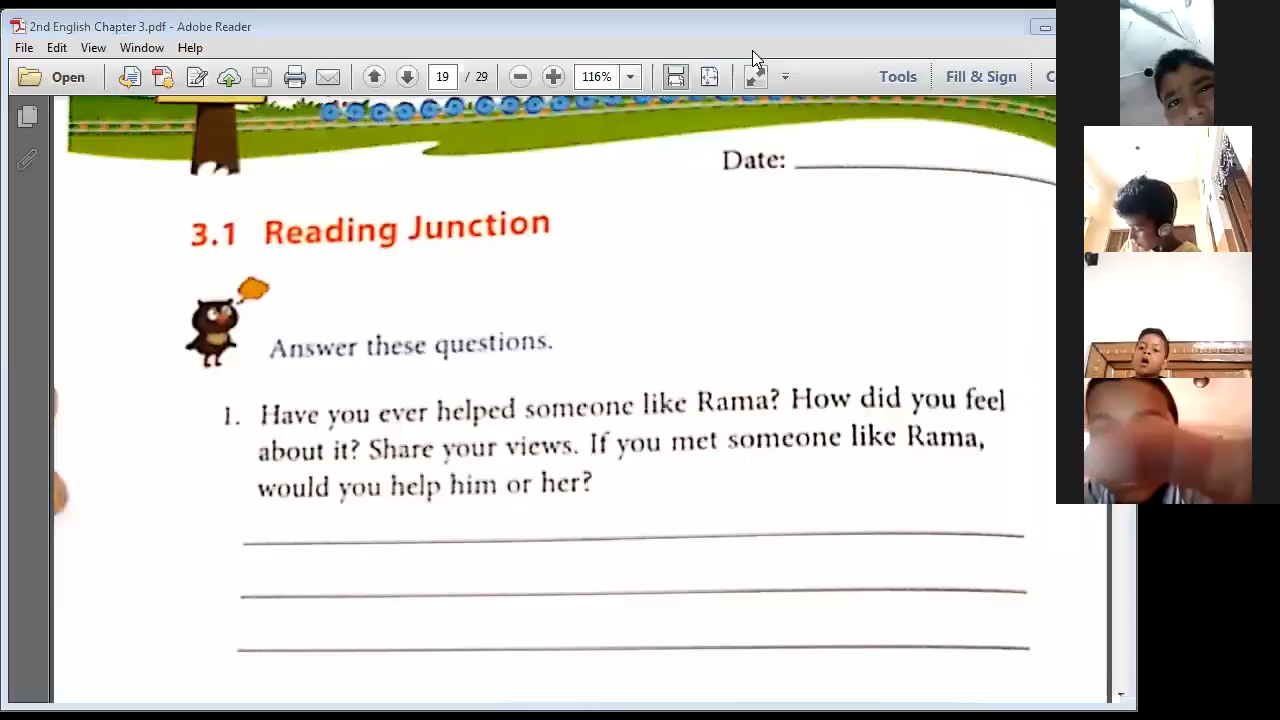 2nd English Chapter 3.pdf - Adobe Reader
File Edit View Window Help
Open 19 / 29 116% Tools Fill & Sign
Date:
3.1 Reading Junction
Answer these questions.
1. Have you ever helped someone like Rama? How did you feel
about it? Share your views. If you met someone like Rama,
would you help him or her?